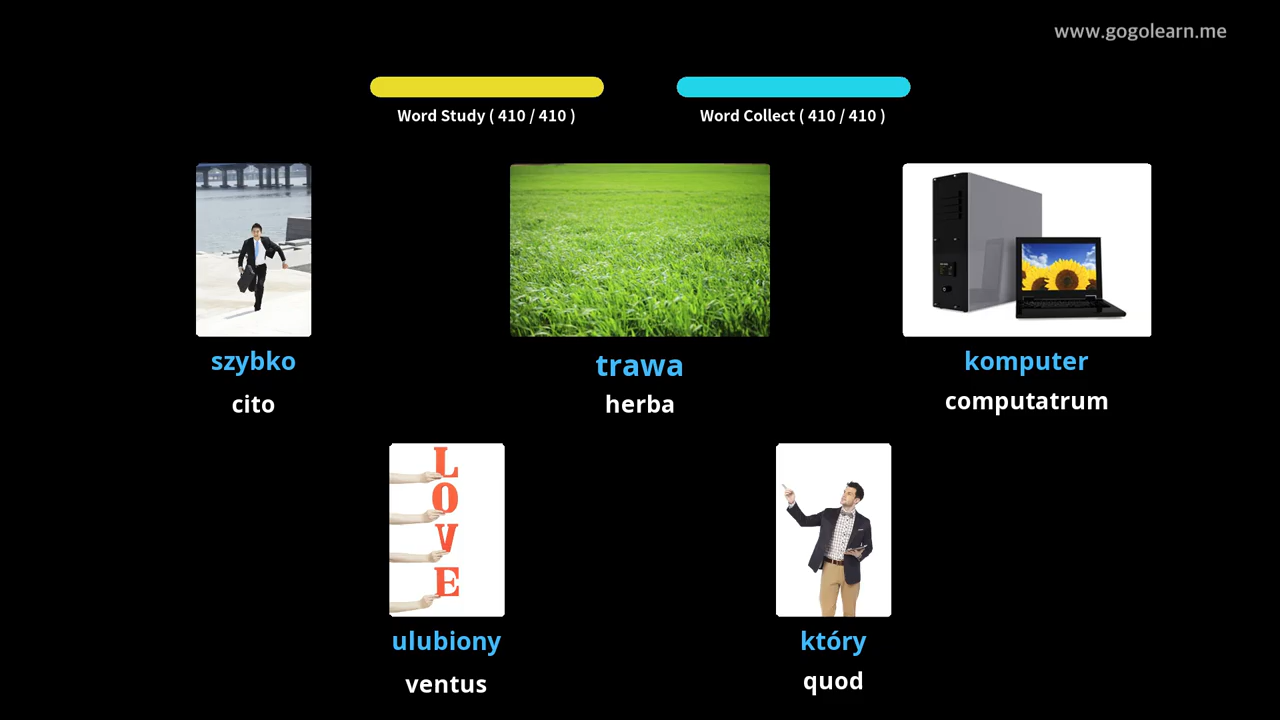 www.gogolearn.me
Word Study ( 410 / 410 )
Word Collect ( 410 / 410 )
szybko
cito
trawa
herba
komputer
computatrum
L
O
V
E
ulubiony
ventus
który
quod